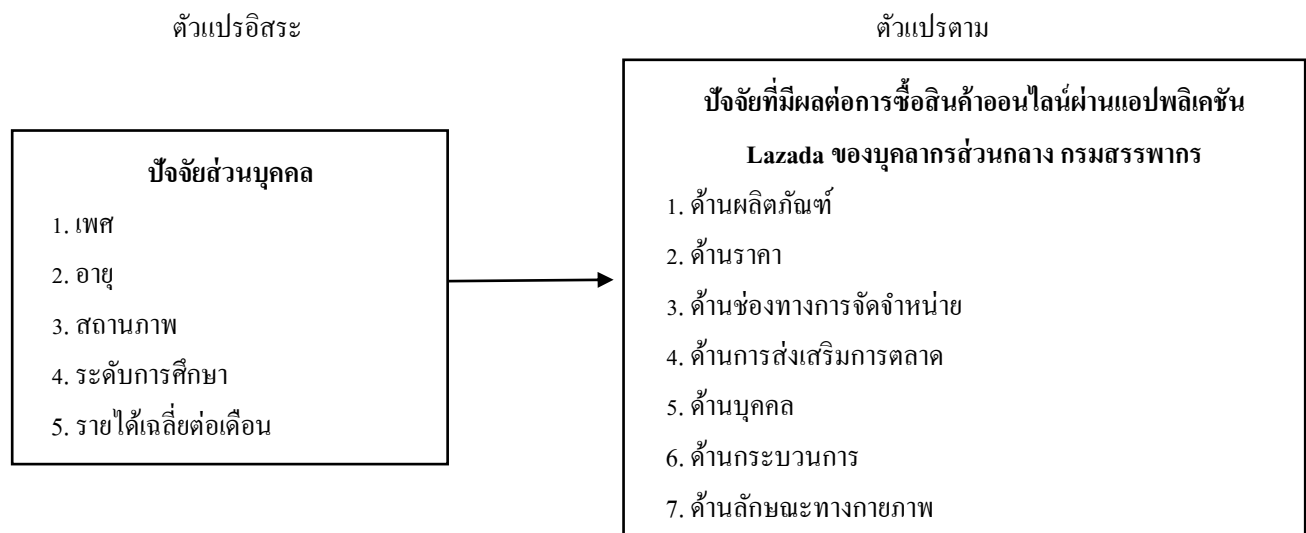 ตัวแปรอิสระ
ตัวแปรตาม
ปัจจัยส่วนบุคคล
1. เพศ
2. อายุ
3. สถานภาพ
4. ระดับการศึกษา
5. รายได้เฉลี่ยต่อเดือน
ปัจจัยที่มีผลต่อการซื้อสินค้าออนไลน์ผ่านแอปพลิเคชัน
Lazada ของบุคลากรส่วนกลาง กรมสรรพากร
1. ด้านผลิตภัณฑ์
2. ด้านราคา
3. ด้านช่องทางการจัดจำหน่าย
4. ด้านการส่งเสริมการตลาด
5. ด้านบุคคล
6. ด้านกระบวนการ
7. ด้านลักษณะทางกายภาพ